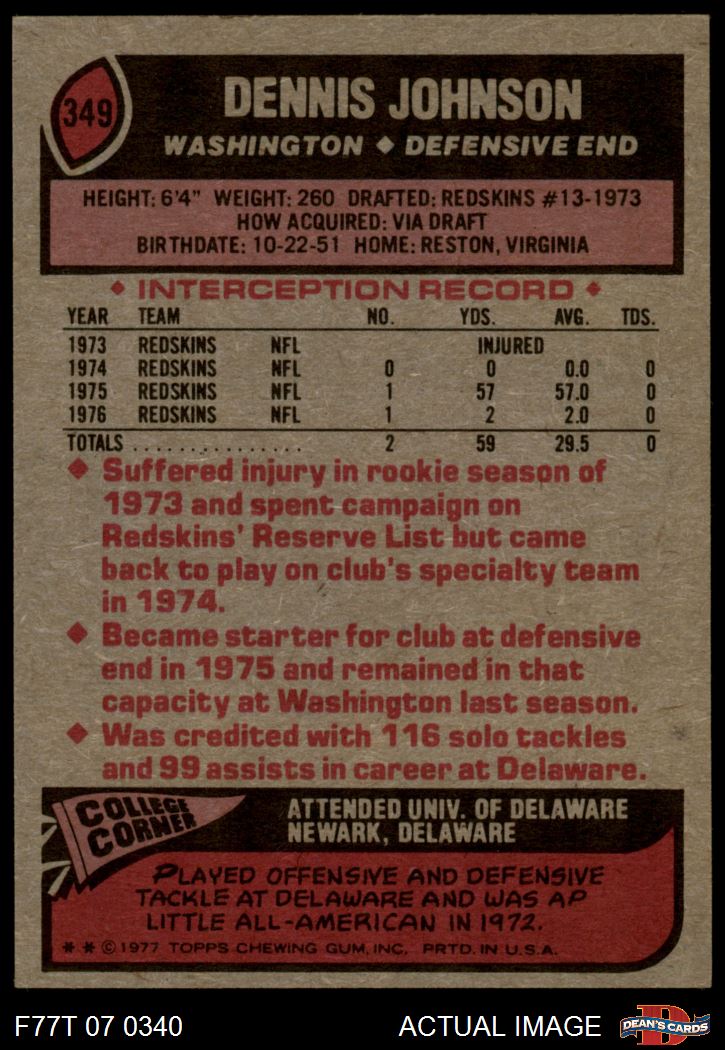 349
DENNIS JOHNSON
WASHINGTON ◆ DEFENSIVE END
HEIGHT: 6'4" WEIGHT: 260 DRAFTED: REDSKINS #13-1973
HOW ACQUIRED: VIA DRAFT
BIRTHDATE: 10-22-51 HOME: RESTON, VIRGINIA
◆ INTERCEPTION RECORD ◆
YEAR TEAM NO. YDS. AVG. TDS.
1973 REDSKINS NFL INJURED
1974 REDSKINS NFL 0 0 0.0 0
1975 REDSKINS NFL 1 57 57.0 0
1976 REDSKINS NFL 1 2 2.0 0
TOTALS ................ 2 59 29.5 0
◆ Suffered injury in rookie season of
1973 and spent campaign on
Redskins' Reserve List but came
back to play on club's specialty team
in 1974.
◆ Became starter for club at defensive
end in 1975 and remained in that
capacity at Washington last season.
◆ Was credited with 116 solo tackles
and 99 assists in career at Delaware.
COLLEGE
CORNER
ATTENDED UNIV. OF DELAWARE
NEWARK, DELAWARE
PLAYED OFFENSIVE AND DEFENSIVE
TACKLE AT DELAWARE AND WAS AP
LITTLE ALL-AMERICAN IN 1972.
* * © 1977 TOPPS CHEWING GUM, INC. PRTD. IN U.S.A.
F77T 07 0340 ACTUAL IMAGE
D
DEAN'S CARDS